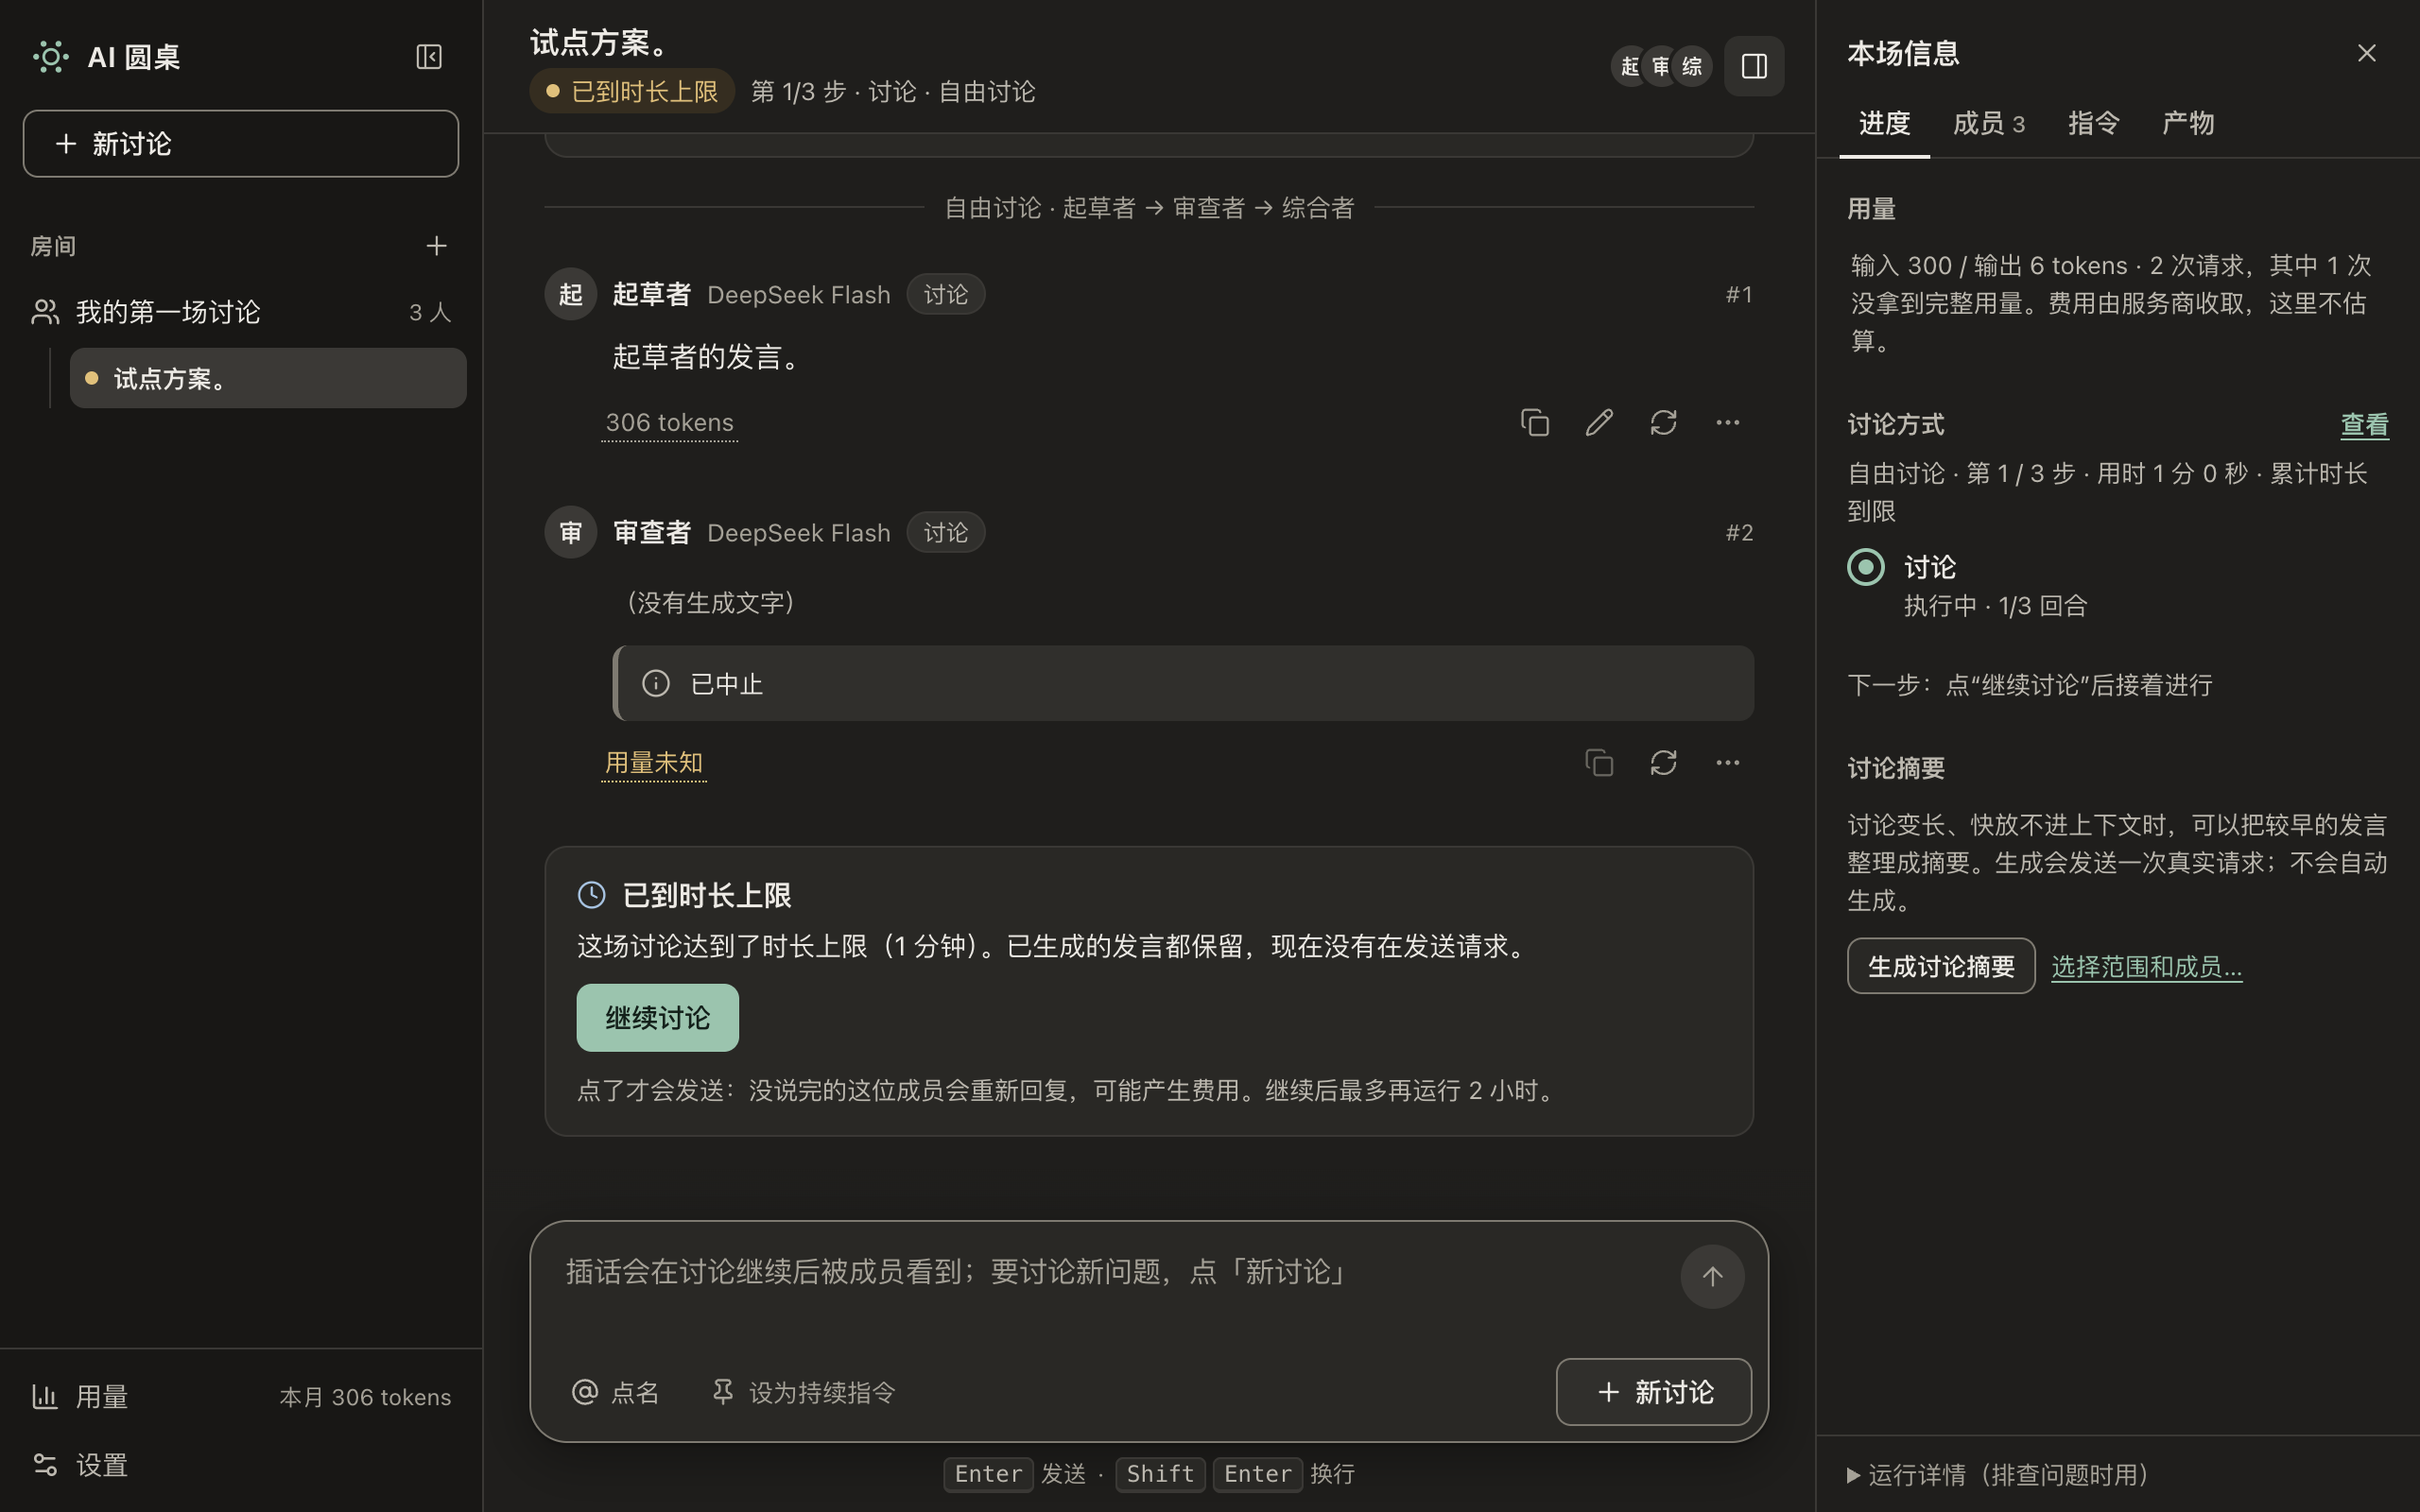 AI 圆桌
新讨论
房间
我的第一场讨论 3 人
试点方案。
用量 本月 306 tokens
设置
试点方案。
已到时长上限 第 1/3 步 · 讨论 · 自由讨论
起 审 综
自由讨论 · 起草者 → 审查者 → 综合者
起 起草者 DeepSeek Flash 讨论 #1
起草者的发言。
306 tokens
审 审查者 DeepSeek Flash 讨论 #2
（没有生成文字）
已中止
用量未知
已到时长上限
这场讨论达到了时长上限（1 分钟）。已生成的发言都保留，现在没有在发送请求。
继续讨论
点了才会发送：没说完的这位成员会重新回复，可能产生费用。继续后最多再运行 2 小时。
插话会在讨论继续后被成员看到；要讨论新问题，点「新讨论」
点名 设为持续指令 新讨论
Enter 发送 · Shift Enter 换行
本场信息
进度 成员 3 指令 产物
用量
输入 300 / 输出 6 tokens · 2 次请求，其中 1 次
没拿到完整用量。费用由服务商收取，这里不估
算。
讨论方式 查看
自由讨论 · 第 1 / 3 步 · 用时 1 分 0 秒 · 累计时长
到限
讨论
执行中 · 1/3 回合
下一步：点“继续讨论”后接着进行
讨论摘要
讨论变长、快放不进上下文时，可以把较早的发言
整理成摘要。生成会发送一次真实请求；不会自动
生成。
生成讨论摘要 选择范围和成员…
运行详情（排查问题时用）